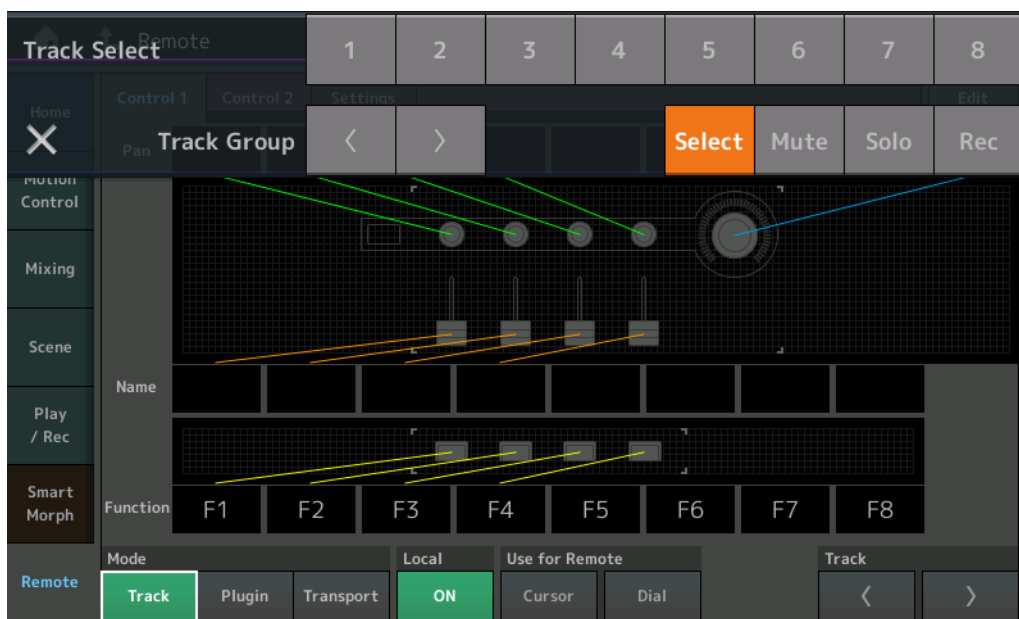 Remote
Track Select 1 2 3 4 5 6 7 8
Control 1 Control 2 Settings Edit
Home
Pan
Track Group < > Select Mute Solo Rec
Motion
Control
Mixing
Scene
Name
Play
/ Rec
Smart
Morph
Function F1 F2 F3 F4 F5 F6 F7 F8
Mode Local Use for Remote Track
Remote Track Plugin Transport ON Cursor Dial < >